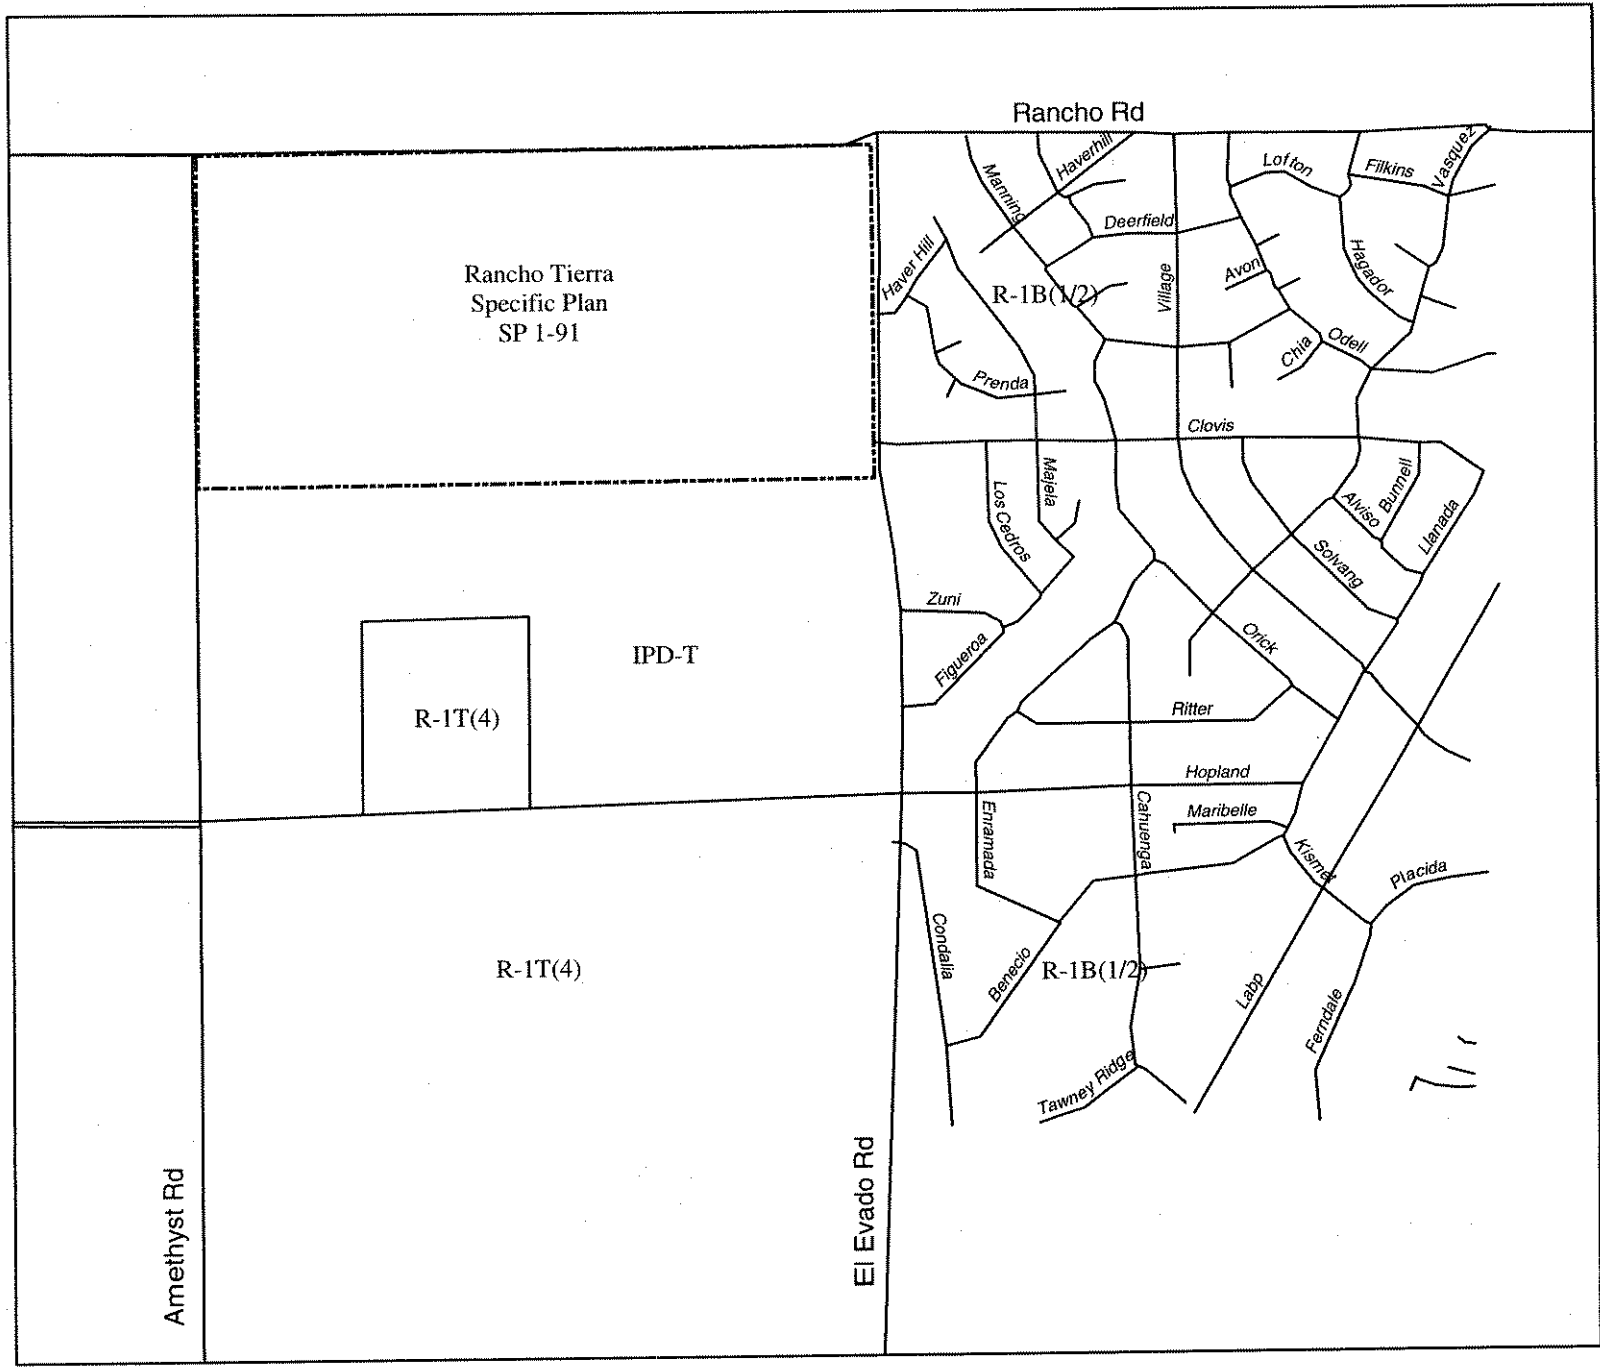 Rancho Rd
Haverhill
Manning
Lofton
Filkins
Vasquez
Deerfield
Haver Hill
Rancho Tierra
Specific Plan
SP 1-91
R-1B(1/2)
Village
Avon
Hagador
Chia
Odell
Prenda
Clovis
Majela
Los Cedros
Bunnell
Alviso
Llanada
Solvang
Zuni
Figueroa
Orick
IPD-T
R-1T(4)
Ritter
Hopland
Maribelle
Enramada
Cahuenga
Kismet
Placida
Condalia
Benecio
R-1B(1/2)
R-1T(4)
Labp
Ferndale
Tawney Ridge
El Evado Rd
Amethyst Rd